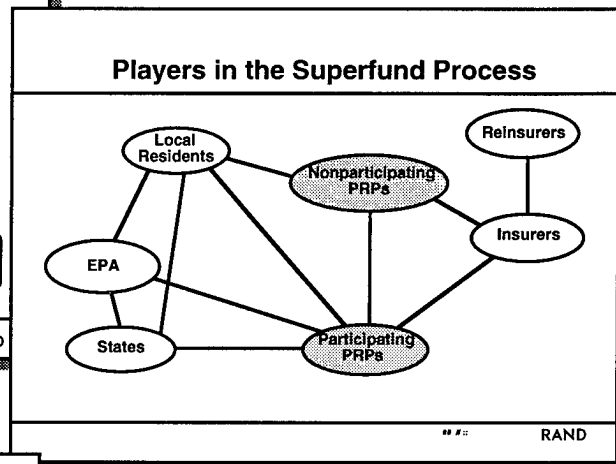 Players in the Superfund Process
Local
Residents
Reinsurers
Nonparticipating
PRPs
Insurers
EPA
States
Participating
PRPs
RAND